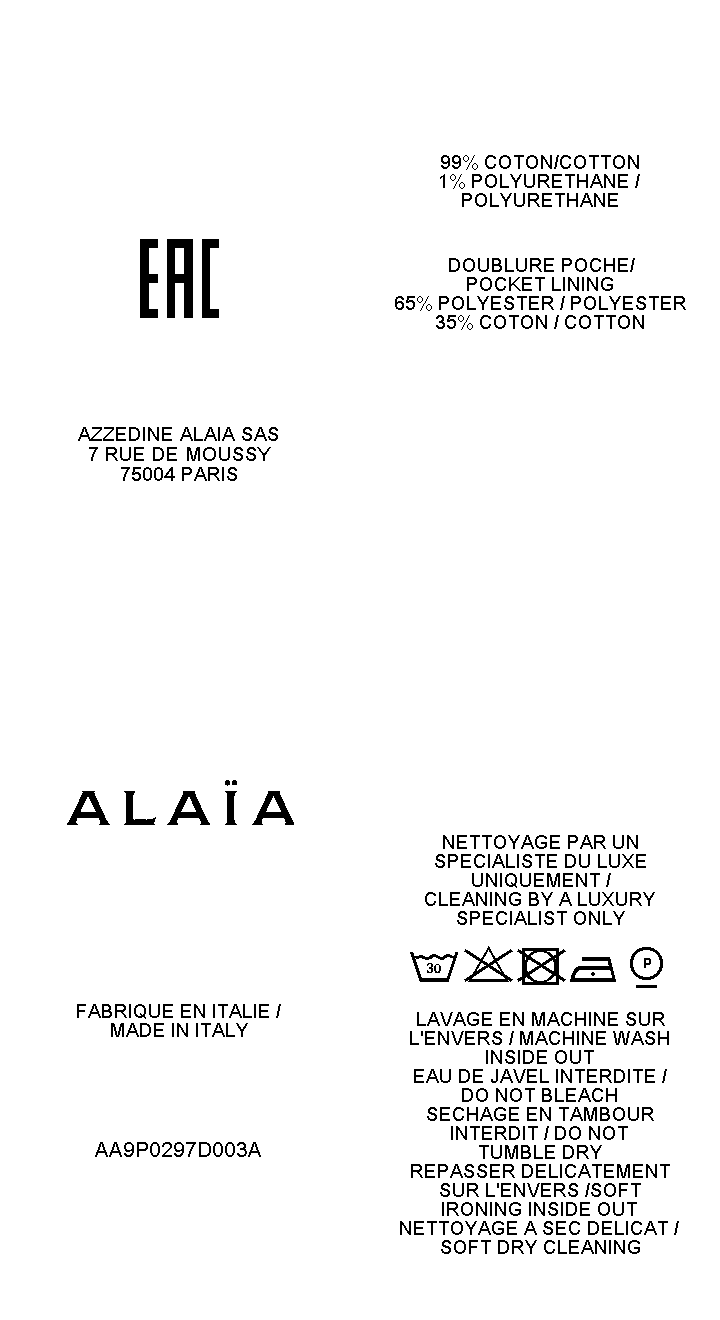 99% COTON/COTTON
1% POLYURETHANE /
POLYURETHANE
EAC
DOUBLURE POCHE/
POCKET LINING
65% POLYESTER / POLYESTER
35% COTON / COTTON
AZZEDINE ALAIA SAS
7 RUE DE MOUSSY
75004 PARIS
ALAÏA
FABRIQUE EN ITALIE /
MADE IN ITALY
AA9P0297D003A
NETTOYAGE PAR UN
SPECIALISTE DU LUXE
UNIQUEMENT /
CLEANING BY A LUXURY
SPECIALIST ONLY
30
P
LAVAGE EN MACHINE SUR
L'ENVERS / MACHINE WASH
INSIDE OUT
EAU DE JAVEL INTERDITE /
DO NOT BLEACH
SECHAGE EN TAMBOUR
INTERDIT / DO NOT
TUMBLE DRY
REPASSER DELICATEMENT
SUR L'ENVERS /SOFT
IRONING INSIDE OUT
NETTOYAGE A SEC DELICAT /
SOFT DRY CLEANING